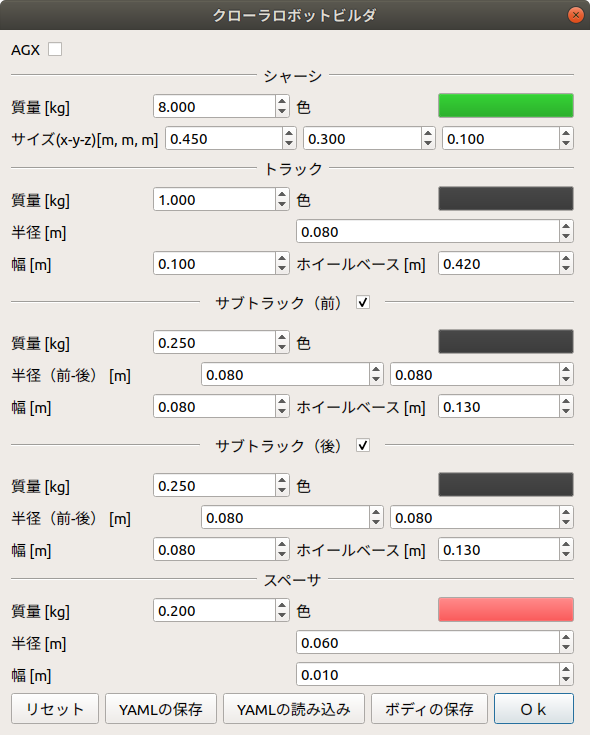 クローラロボットビルダ
AGX
シャーシ
質量 [kg] 8.000 色
サイズ(x-y-z)[m, m, m] 0.450 0.300 0.100
トラック
質量 [kg] 1.000 色
半径 [m] 0.080
幅 [m] 0.100 ホイールベース [m] 0.420
サブトラック（前）
質量 [kg] 0.250 色
半径（前-後） [m] 0.080 0.080
幅 [m] 0.080 ホイールベース [m] 0.130
サブトラック（後）
質量 [kg] 0.250 色
半径（前-後） [m] 0.080 0.080
幅 [m] 0.080 ホイールベース [m] 0.130
スペーサ
質量 [kg] 0.200 色
半径 [m] 0.060
幅 [m] 0.010
リセット YAMLの保存 YAMLの読み込み ボディの保存 Ｏｋ